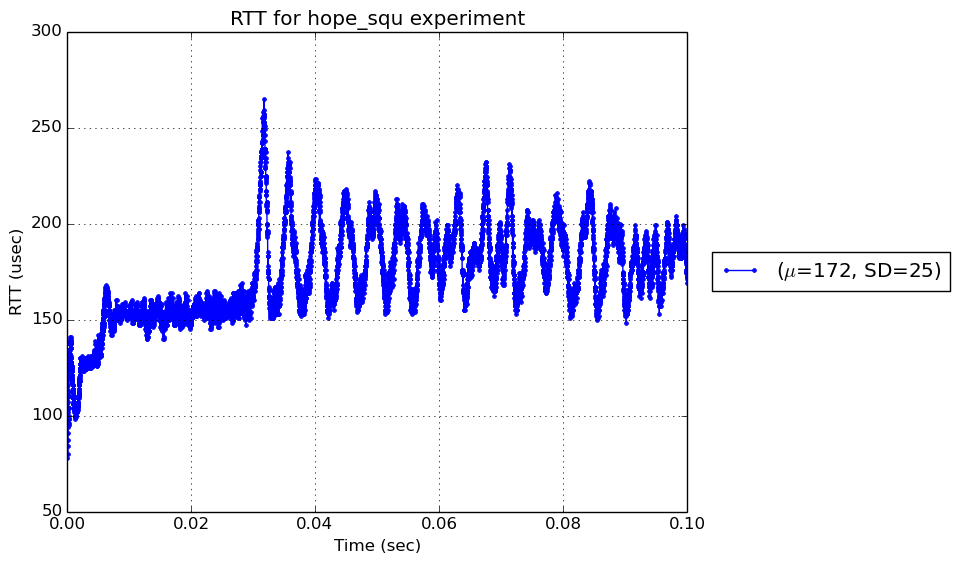 RTT for hope_squ experiment
300
250
200
150
100
50
RTT (usec)
0.00 0.02 0.04 0.06 0.08 0.10
Time (sec)
(μ=172, SD=25)